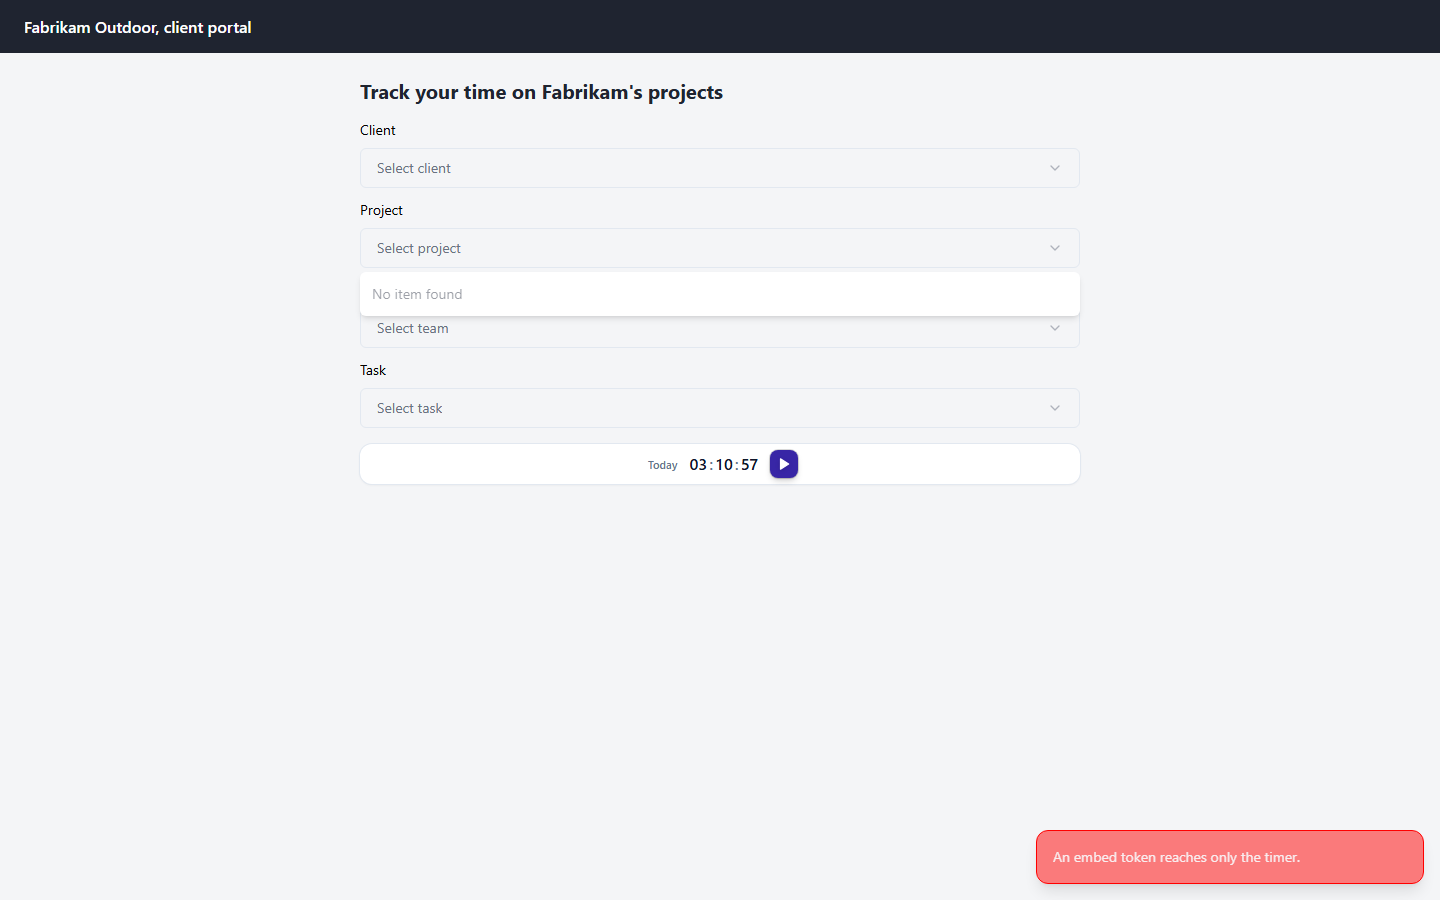 Fabrikam Outdoor, client portal
Track your time on Fabrikam's projects
Client
Select client
Project
Select project
No item found
Select team
Task
Select task
Today 03:10:57
An embed token reaches only the timer.